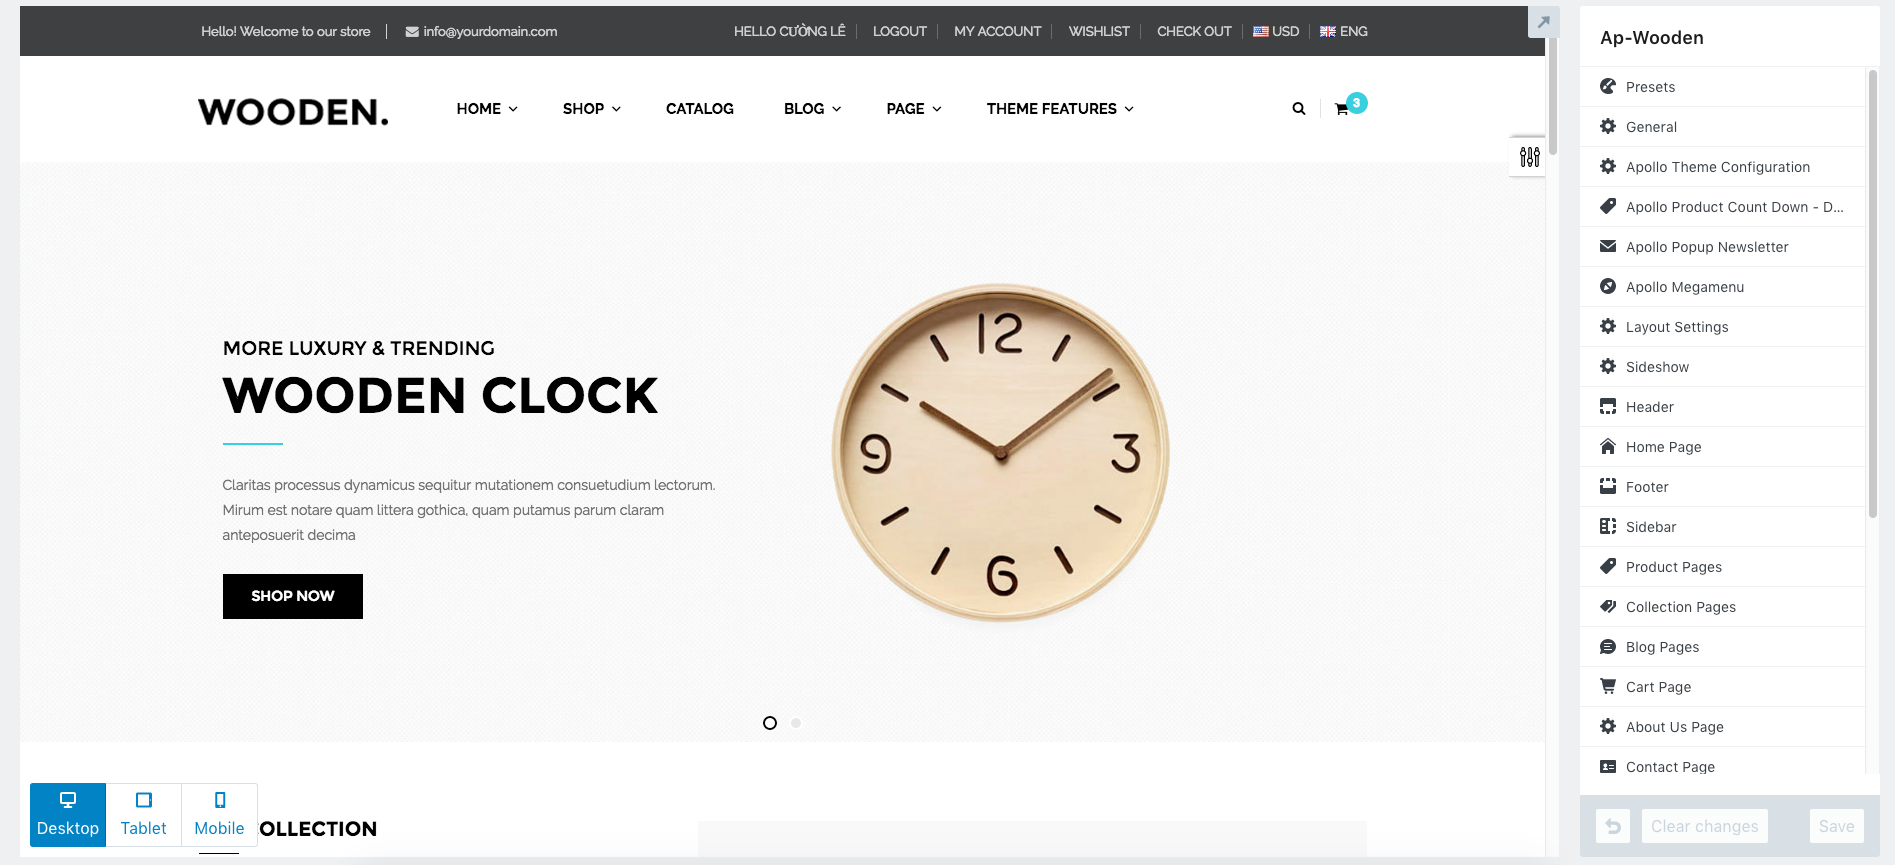 Hello! Welcome to our store
info@yourdomain.com
HELLO CƯỜNG LÊ
LOGOUT
MY ACCOUNT
WISHLIST
CHECK OUT
USD
ENG
WOODEN.
HOME
SHOP
CATALOG
BLOG
PAGE
THEME FEATURES
3
MORE LUXURY & TRENDING
WOODEN CLOCK
Claritas processus dynamicus sequitur mutationem consuetudium lectorum.
Mirum est notare quam littera gothica, quam putamus parum claram
anteposuerit decima
SHOP NOW
12
9
3
6
Desktop
Tablet
Mobile
OLLECTION
Ap-Wooden
Presets
General
Apollo Theme Configuration
Apollo Product Count Down - D...
Apollo Popup Newsletter
Apollo Megamenu
Layout Settings
Sideshow
Header
Home Page
Footer
Sidebar
Product Pages
Collection Pages
Blog Pages
Cart Page
About Us Page
Contact Page
Clear changes
Save